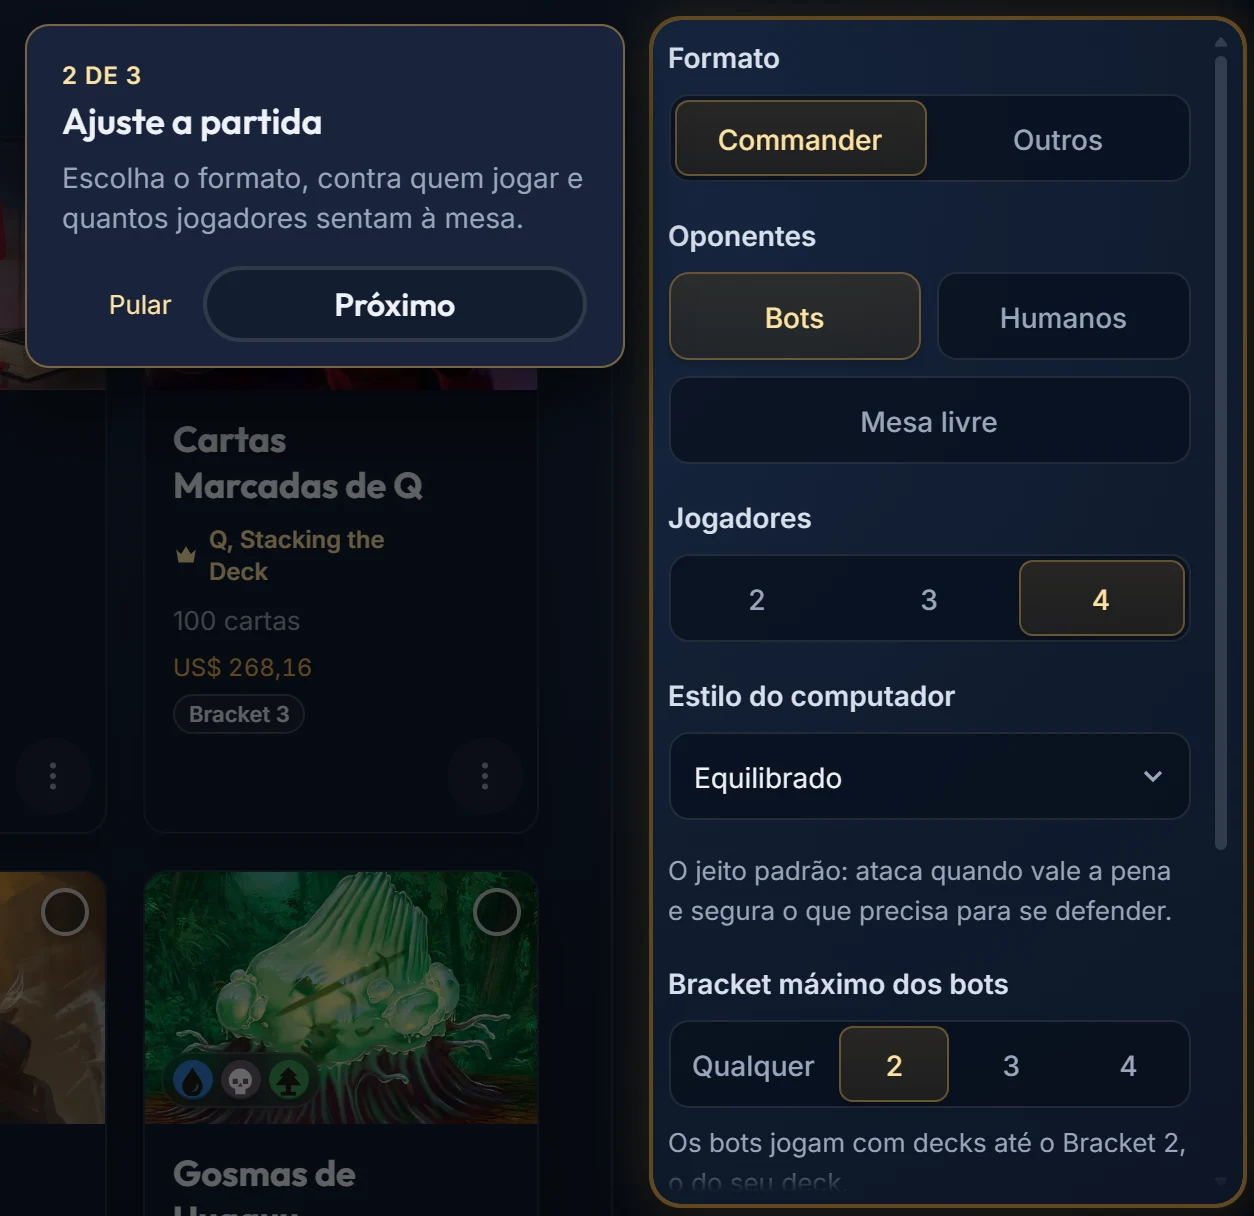 2 DE 3
Ajuste a partida
Escolha o formato, contra quem jogar e
quantos jogadores sentam à mesa.
Pular
Próximo
Cartas
Marcadas de Q
Q, Stacking the
Deck
100 cartas
US$ 268,16
Bracket 3
Gosmas de
Formato
Commander
Outros
Oponentes
Bots
Humanos
Mesa livre
Jogadores
2
3
4
Estilo do computador
Equilibrado
O jeito padrão: ataca quando vale a pena
e segura o que precisa para se defender.
Bracket máximo dos bots
Qualquer
2
3
4
Os bots jogam com decks até o Bracket 2,
o do seu deck.